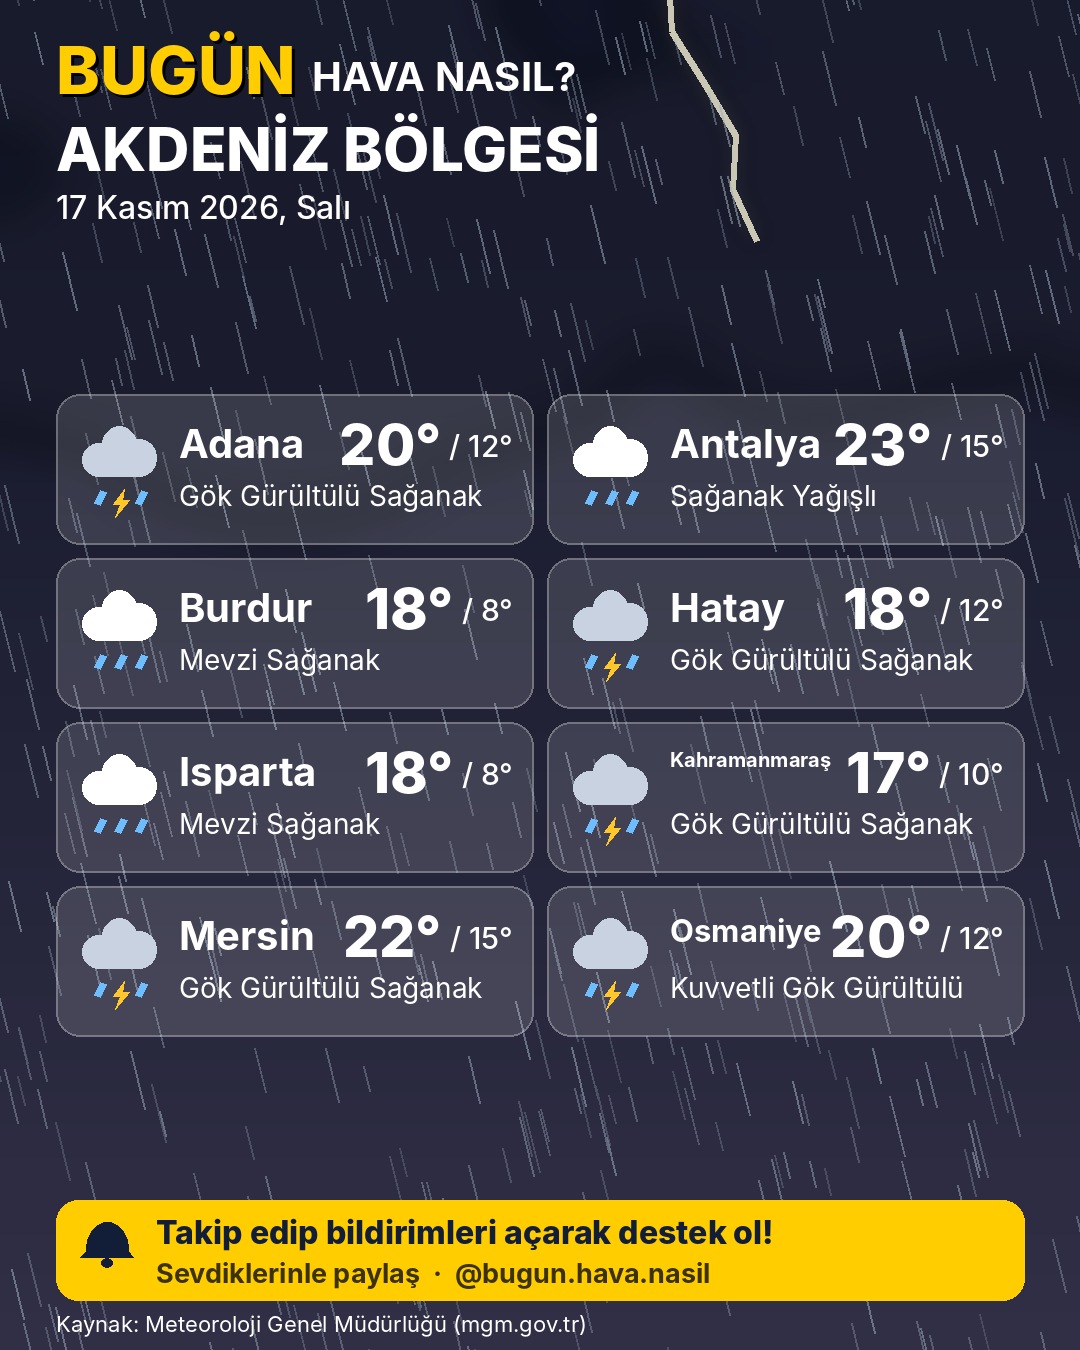 BUGÜN HAVA NASIL?
AKDENİZ BÖLGESİ
17 Kasım 2026, Salı
Adana 20° / 12°
Gök Gürültülü Sağanak
Antalya 23° / 15°
Sağanak Yağışlı
Burdur 18° / 8°
Mevzi Sağanak
Hatay 18° / 12°
Gök Gürültülü Sağanak
Isparta 18° / 8°
Mevzi Sağanak
Kahramanmaraş 17° / 10°
Gök Gürültülü Sağanak
Mersin 22° / 15°
Gök Gürültülü Sağanak
Osmaniye 20° / 12°
Kuvvetli Gök Gürültülü
Takip edip bildirimleri açarak destek ol!
Sevdiklerinle paylaş · @bugun.hava.nasil
Kaynak: Meteoroloji Genel Müdürlüğü (mgm.gov.tr)